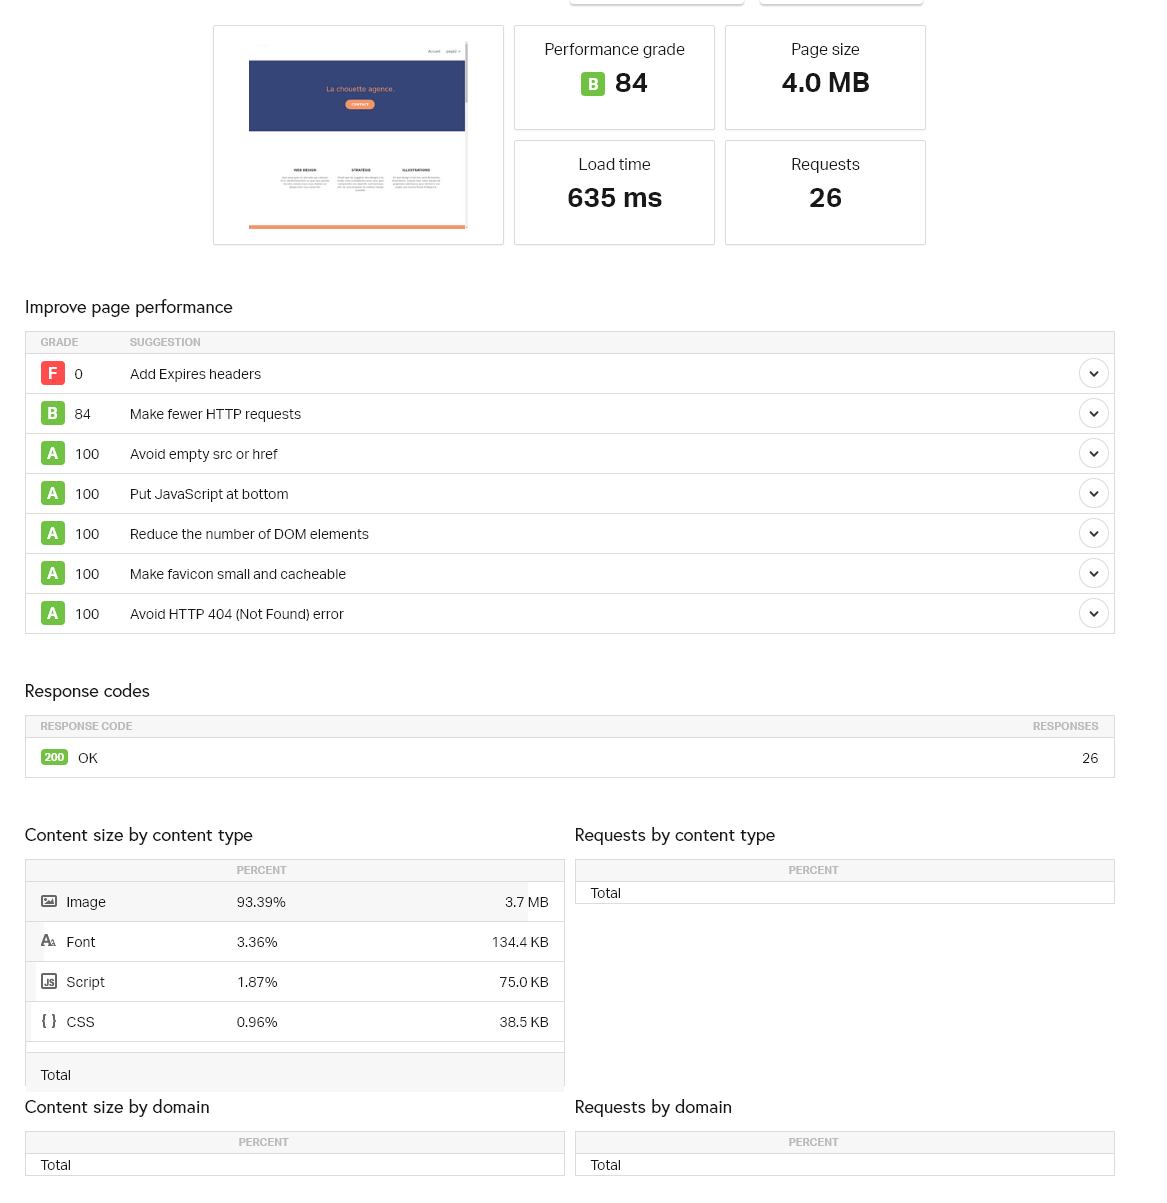 Accueil page2 >
La chouette agence.
CONTACT
WEB DESIGN STRATÉGIE ILLUSTRATIONS
Performance grade
B 84
Page size
4.0 MB
Load time
635 ms
Requests
26
Improve page performance
GRADE SUGGESTION
F 0 Add Expires headers
B 84 Make fewer HTTP requests
A 100 Avoid empty src or href
A 100 Put JavaScript at bottom
A 100 Reduce the number of DOM elements
A 100 Make favicon small and cacheable
A 100 Avoid HTTP 404 (Not Found) error
Response codes
RESPONSE CODE RESPONSES
200 OK 26
Content size by content type
PERCENT
Image 93.39% 3.7 MB
Font 3.36% 134.4 KB
JS Script 1.87% 75.0 KB
{ } CSS 0.96% 38.5 KB
Total
Requests by content type
PERCENT
Total
Content size by domain
PERCENT
Total
Requests by domain
PERCENT
Total